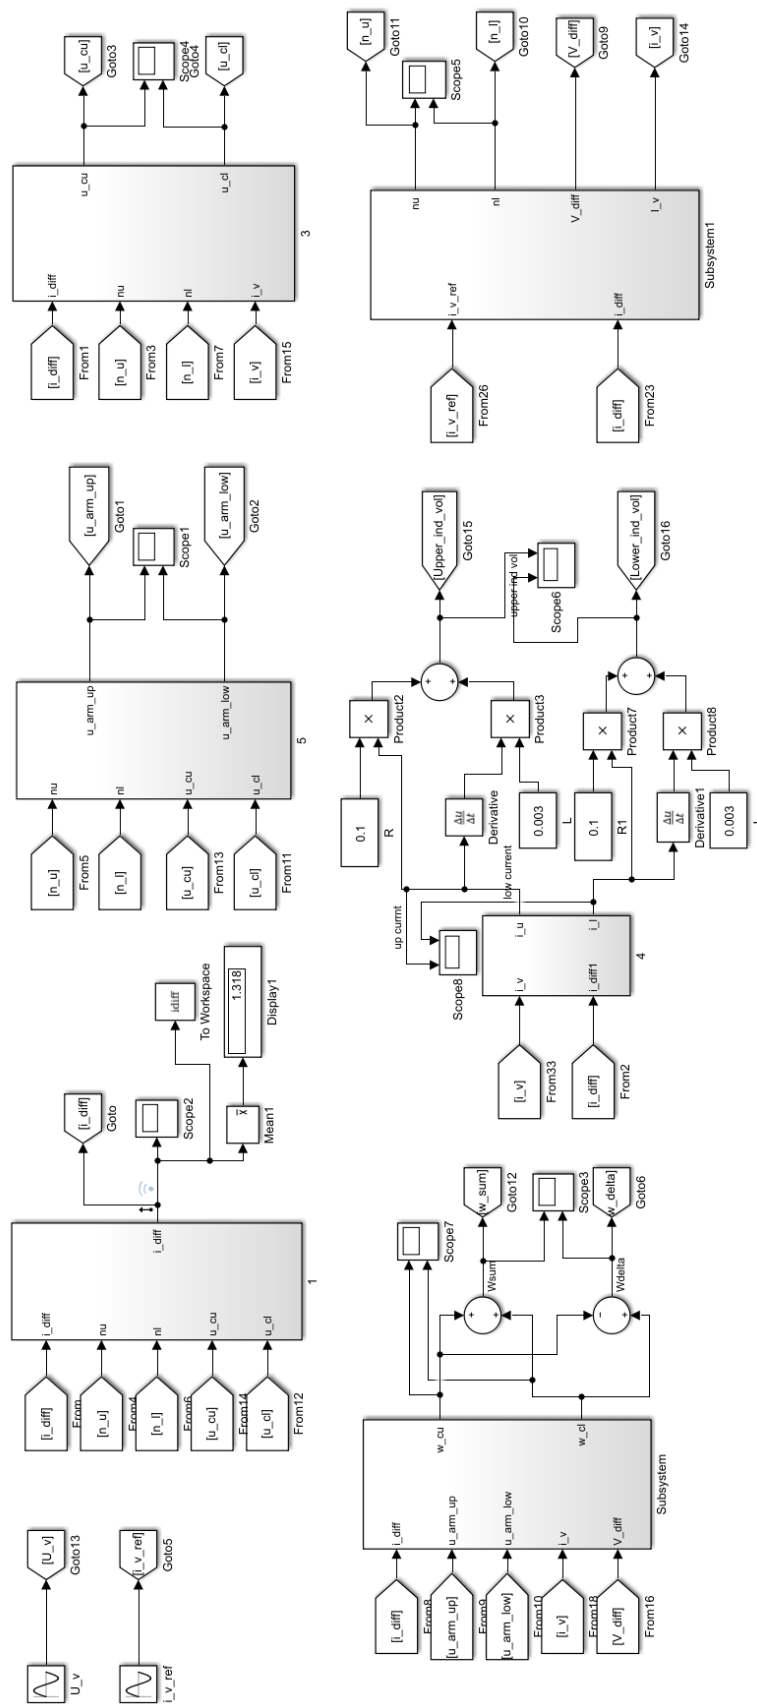 U_v
[U_v]
Goto13
i_v_ref
[i_v_ref]
Goto5
[i_diff]
From
[n_u]
From4
[n_l]
From6
[u_cu]
From14
[u_cl]
From12
i_diff
nu
nl
u_cu
u_cl
i_diff
1
[i_diff]
Goto
Scope2
idiff
To Workspace
x
Mean1
1.318
Display1
[n_u]
From5
[n_l]
[u_cu]
From13
[u_cl]
From11
nu
nl
u_cu
u_cl
u_arm_up
u_arm_low
5
[u_arm_up]
Goto1
Scope1
[u_arm_low]
Goto2
[i_diff]
From1
[n_u]
From3
[n_l]
From7
[i_v]
From15
i_diff
nu
nl
i_v
u_cu
u_cl
3
[u_cu]
Goto3
Scope4
Goto4
[u_cl]
[i_diff]
From8
[u_arm_up]
From9
[u_arm_low]
From10
[i_v]
From18
[V_diff]
From16
i_diff
u_arm_up
u_arm_low
i_v
V_diff
w_cu
w_cl
Subsystem
Scope7
+
+
Wsum
−
+
Wdelta
[w_sum]
Goto12
Scope3
[w_delta]
Goto6
[i_v]
From33
[i_diff]
From2
i_v
i_diff1
i_u
i_l
4
Scope8
up currnt
low current
0.1
R
Δu
Δt
Derivative
0.003
L
0.1
R1
Δu
Δt
Derivative1
0.003
×
Product2
×
Product3
×
Product7
×
Product8
+
+
+
+
upper ind vol
Scope6
[Upper_ind_vol]
Goto15
[Lower_ind_vol]
Goto16
[i_v_ref]
From26
[i_diff]
From23
i_v_ref
i_diff
nu
nl
V_diff
I_v
Subsystem1
[n_u]
Goto11
Scope5
[n_l]
Goto10
[V_diff]
Goto9
[i_v]
Goto14